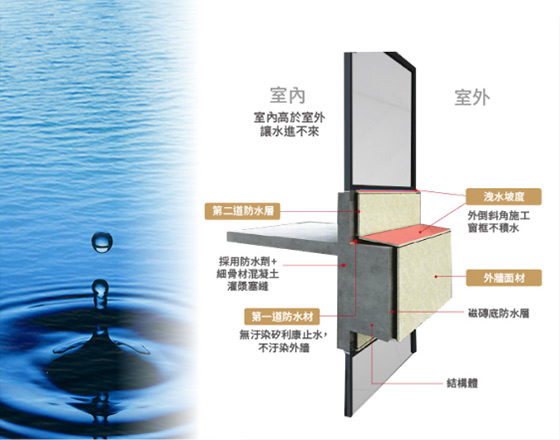 室內
室內高於室外
讓水進不來
室外
第二道防水層
洩水坡度
外倒斜角施工
窗框不積水
採用防水劑+
細骨材混凝土
灌漿塞縫
外牆面材
第一道防水材
無汙染矽利康止水,
不汙染外牆
磁磚底防水層
結構體